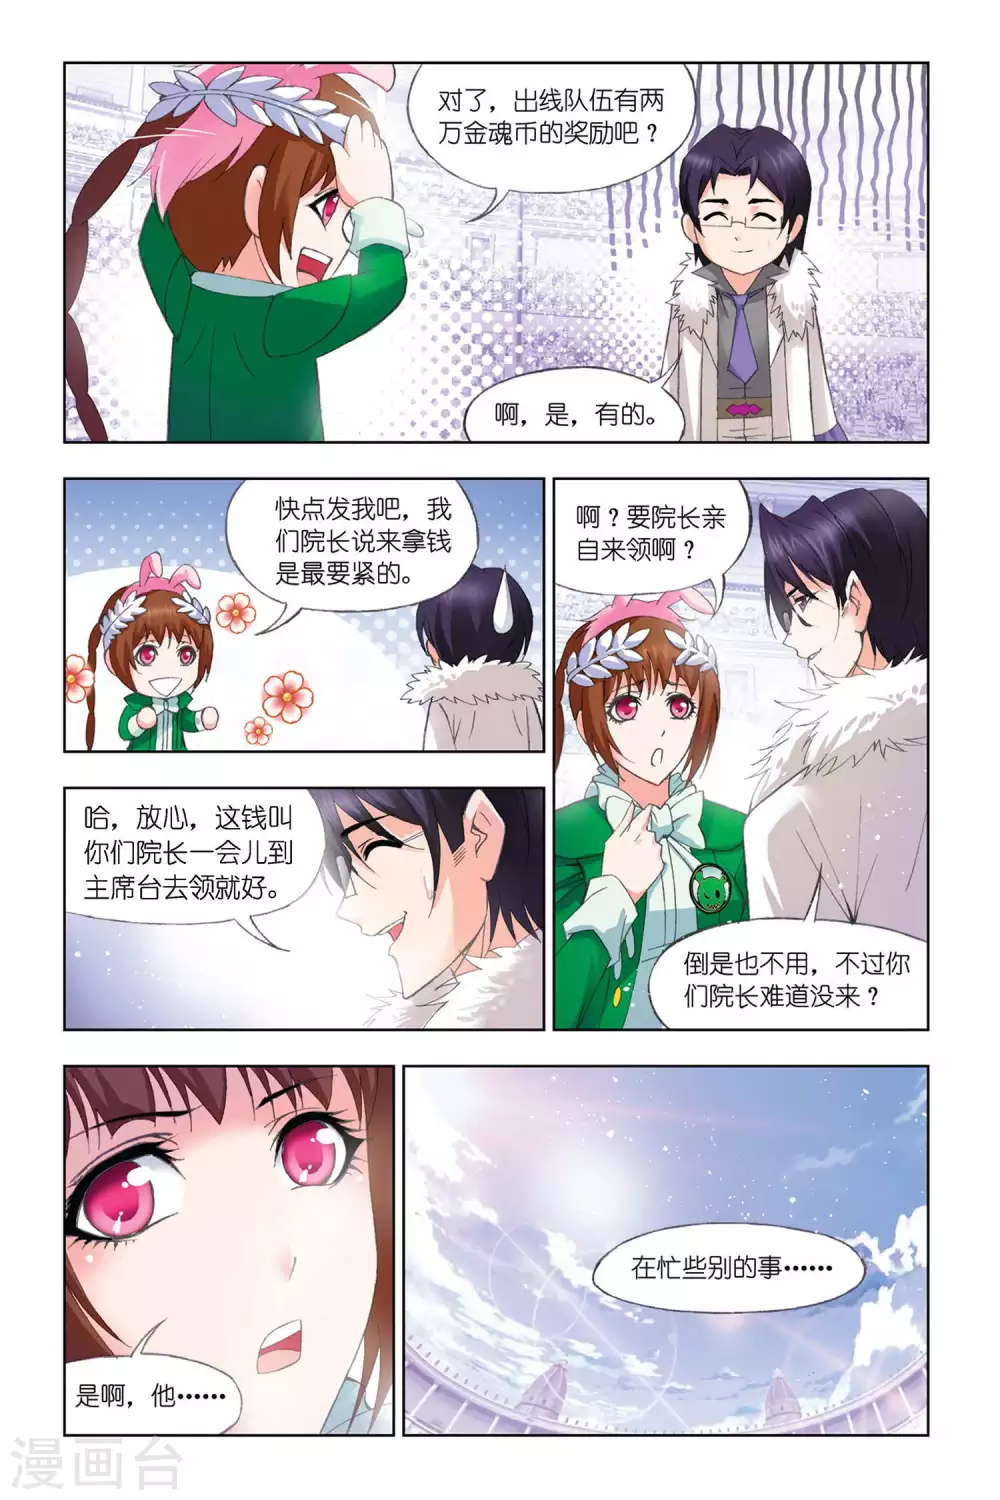 对了，出线队伍有两
万金魂币的奖励吧？
啊，是，有的。
快点发我吧，我
们院长说来拿钱
是最要紧的。
哈，放心，这钱叫
你们院长一会儿到
主席台去领就好。
啊？要院长亲
自来领啊？
倒是也不用，不过你
们院长难道没来？
是啊，他……
在忙些别的事……
漫画台